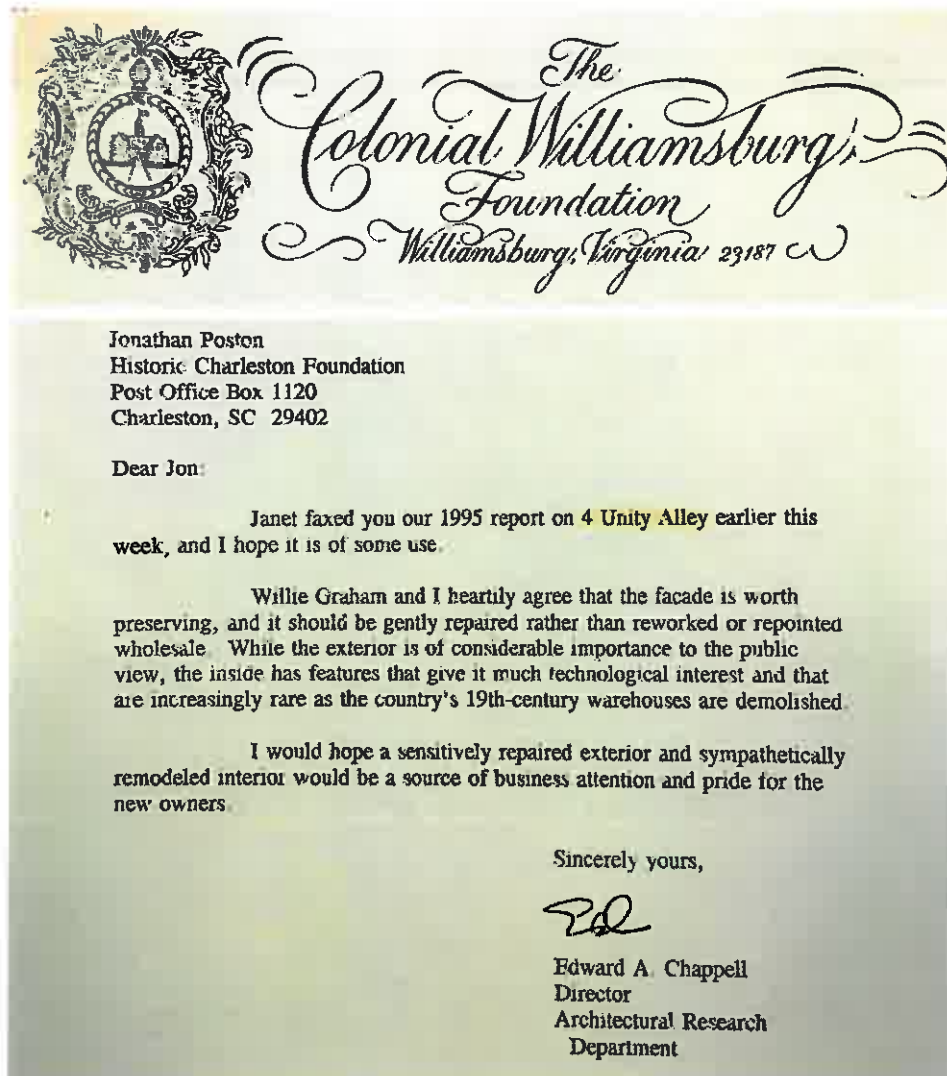 The
Colonial Williamsburg
Foundation
Williamsburg, Virginia 23187
Jonathan Poston
Historic Charleston Foundation
Post Office Box 1120
Charleston, SC 29402
Dear Jon:
Janet faxed you our 1995 report on 4 Unity Alley earlier this
week, and I hope it is of some use.
Willie Graham and I heartily agree that the facade is worth
preserving, and it should be gently repaired rather than reworked or repointed
wholesale. While the exterior is of considerable importance to the public
view, the inside has features that give it much technological interest and that
are increasingly rare as the country's 19th-century warehouses are demolished.
I would hope a sensitively repaired exterior and sympathetically
remodeled interior would be a source of business attention and pride for the
new owners.
Sincerely yours,
Ed
Edward A. Chappell
Director
Architectural Research
Department